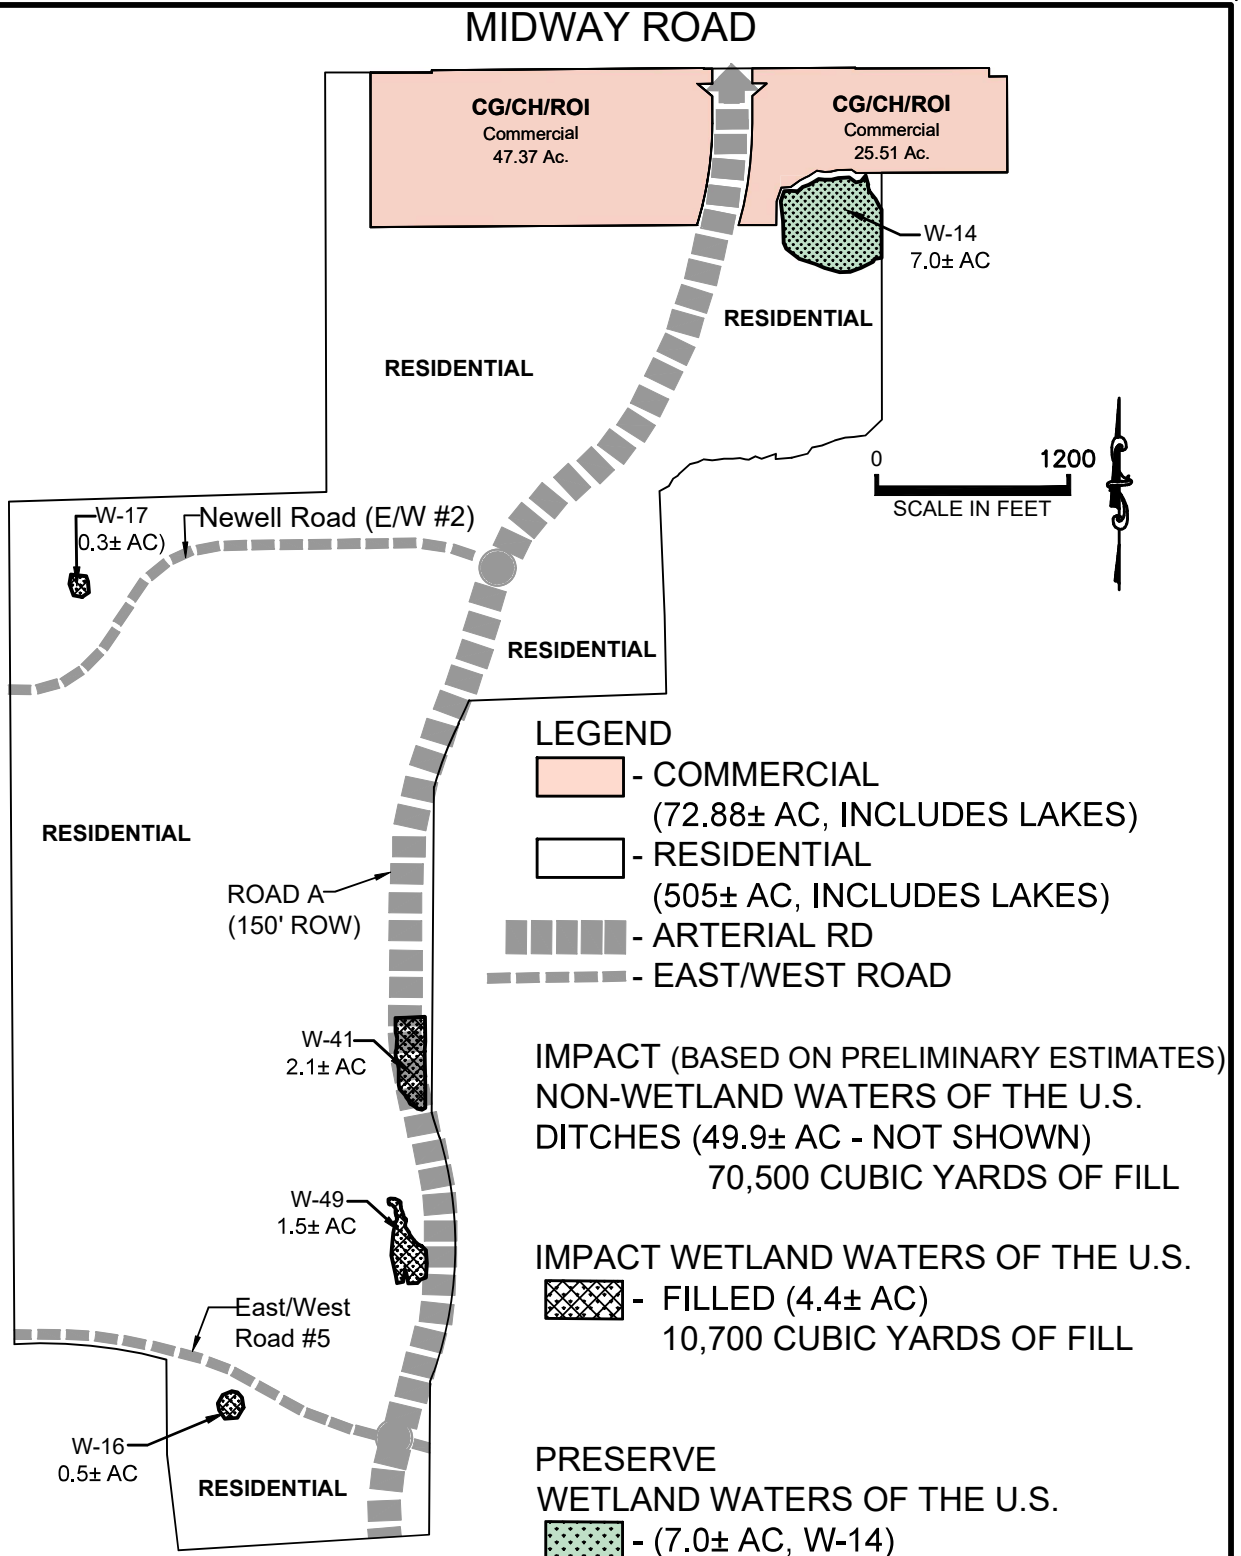 MIDWAY ROAD
CG/CH/ROI
Commercial
47.37 Ac.
CG/CH/ROI
Commercial
25.51 Ac.
W-14
7.0± AC
RESIDENTIAL
RESIDENTIAL
0 1200
SCALE IN FEET
W-17
0.3± AC)
Newell Road (E/W #2)
RESIDENTIAL
LEGEND
- COMMERCIAL
(72.88± AC, INCLUDES LAKES)
- RESIDENTIAL
(505± AC, INCLUDES LAKES)
- ARTERIAL RD
- EAST/WEST ROAD
RESIDENTIAL
ROAD A
(150' ROW)
W-41
2.1± AC
IMPACT (BASED ON PRELIMINARY ESTIMATES)
NON-WETLAND WATERS OF THE U.S.
DITCHES (49.9± AC - NOT SHOWN)
70,500 CUBIC YARDS OF FILL
W-49
1.5± AC
IMPACT WETLAND WATERS OF THE U.S.
- FILLED (4.4± AC)
10,700 CUBIC YARDS OF FILL
East/West
Road #5
W-16
0.5± AC
RESIDENTIAL
PRESERVE
WETLAND WATERS OF THE U.S.
- (7.0± AC, W-14)